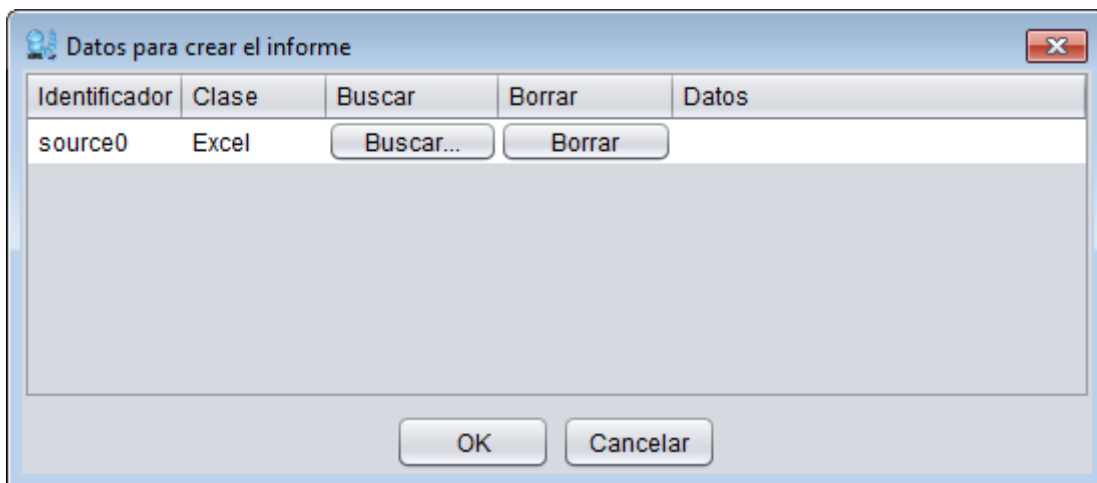 Datos para crear el informe
Identificador Clase Buscar Borrar Datos
source0 Excel Buscar... Borrar
OK Cancelar